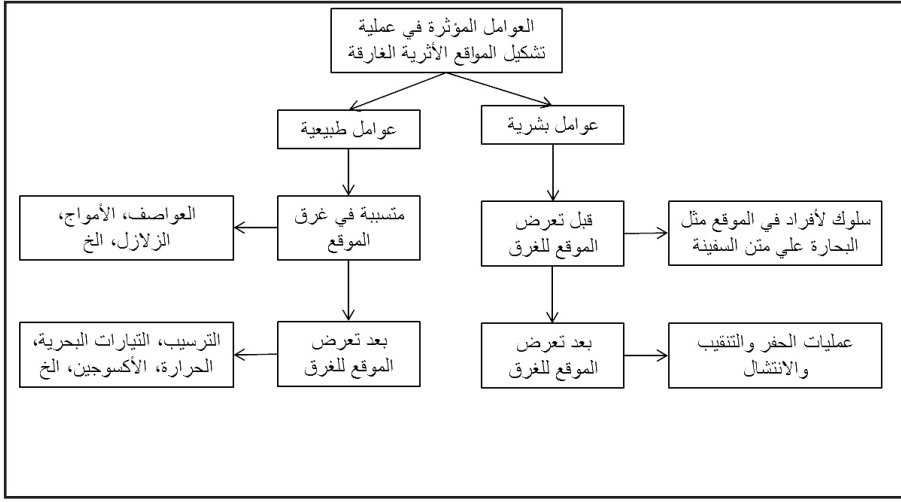 العوامل المؤثرة في عملية
تشكيل المواقع الأثرية الغارقة
عوامل بشرية
عوامل طبيعية
قبل تعرض
الموقع للغرق
سلوك لأفراد في الموقع مثل
البحارة علي متن السفينة
متسببة في غرق
الموقع
العواصف، الأمواج،
الزلازل، الخ
بعد تعرض
الموقع للغرق
عمليات الحفر والتنقيب
والانتشال
بعد تعرض
الموقع للغرق
الترسيب، التيارات البحرية،
الحرارة، الأكسوجين، الخ